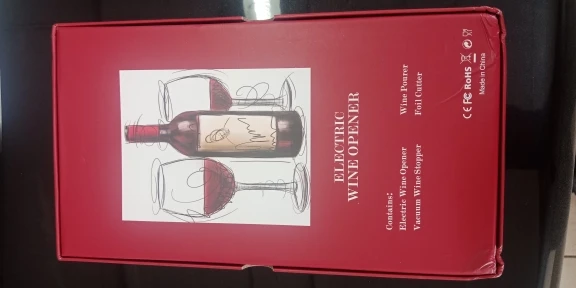 ELECTRIC
WINE OPENER
Contains:
Electric Wine Opener
Vacuum Wine Stopper
Wine Pourer
Foil Cutter
CE FC RoHS
Made in China